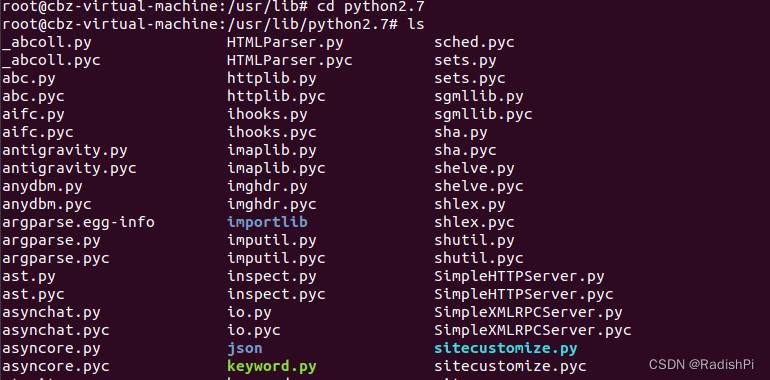 root@cbz-virtual-machine:/usr/lib# cd python2.7
root@cbz-virtual-machine:/usr/lib/python2.7# ls
_abcoll.py HTMLParser.py sched.pyc
_abcoll.pyc HTMLParser.pyc sets.py
abc.py httplib.py sets.pyc
abc.pyc httplib.pyc sgmllib.py
aifc.py ihooks.py sgmllib.pyc
aifc.pyc ihooks.pyc sha.py
antigravity.py imaplib.py sha.pyc
antigravity.pyc imaplib.pyc shelve.py
anydbm.py imghdr.py shelve.pyc
anydbm.pyc imghdr.pyc shlex.py
argparse.egg-info importlib shlex.pyc
argparse.py imputil.py shutil.py
argparse.pyc imputil.pyc shutil.pyc
ast.py inspect.py SimpleHTTPServer.py
ast.pyc inspect.pyc SimpleHTTPServer.pyc
asynchat.py io.py SimpleXMLRPCServer.py
asynchat.pyc io.pyc SimpleXMLRPCServer.pyc
asyncore.py json sitecustomize.py
asyncore.pyc keyword.py sitecustomize.pyc
CSDN @RadishPi